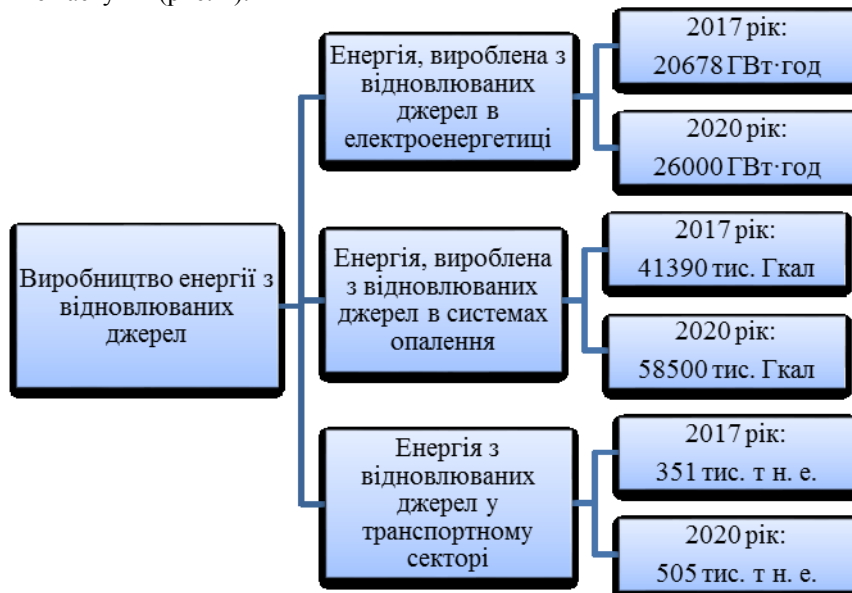 Виробництво енергії з
відновлюваних
джерел
Енергія, вироблена з
відновлюваних
джерел в
електроенергетиці
2017 рік:
20678 ГВт·год
2020 рік:
26000 ГВт·год
Енергія, вироблена
з відновлюваних
джерел в системах
опалення
2017 рік:
41390 тис. Гкал
2020 рік:
58500 тис. Гкал
Енергія з
відновлюваних
джерел у
транспортному
секторі
2017 рік:
351 тис. т н. е.
2020 рік:
505 тис. т н. е.